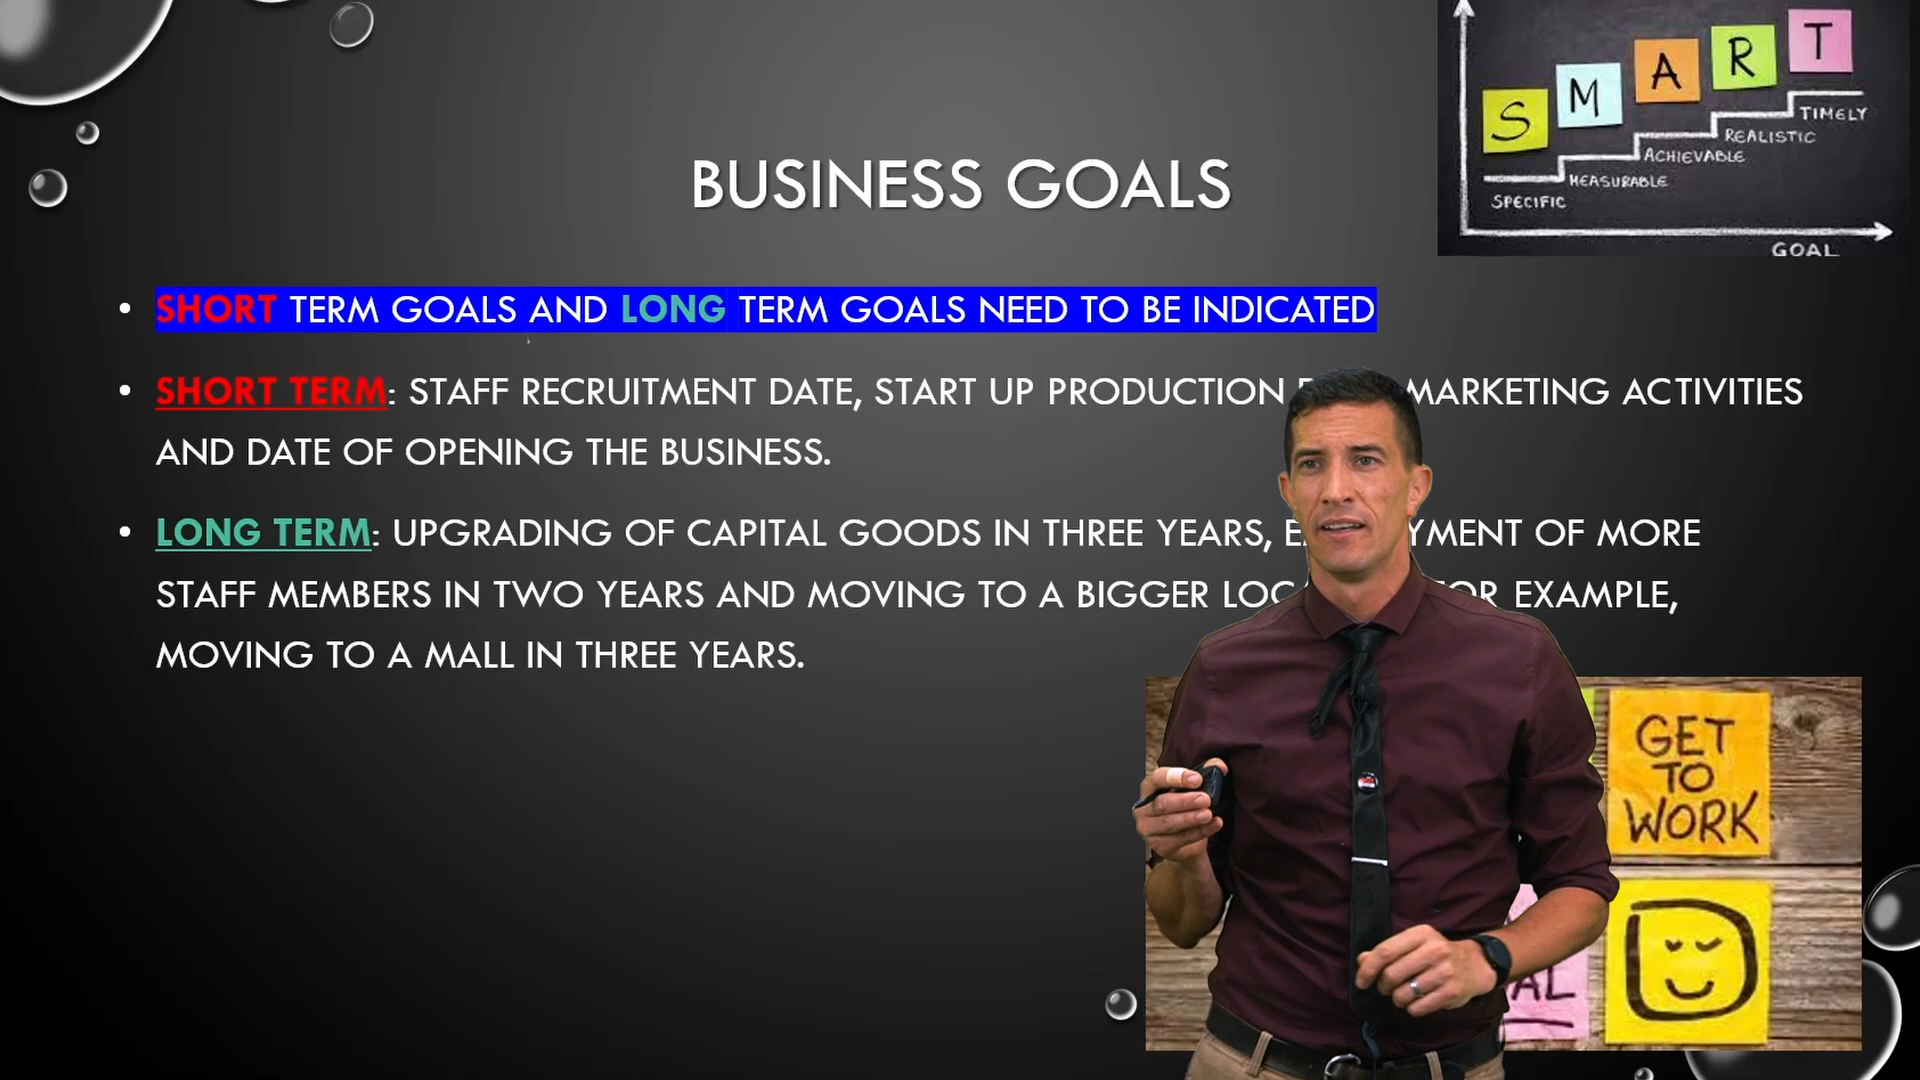 S M A R T
TIMELY
REALISTIC
ACHIEVABLE
MEASURABLE
SPECIFIC
GOAL
BUSINESS GOALS
• SHORT TERM GOALS AND LONG TERM GOALS NEED TO BE INDICATED
• SHORT TERM: STAFF RECRUITMENT DATE, START UP PRODUCTION MARKETING ACTIVITIES
AND DATE OF OPENING THE BUSINESS.
• LONG TERM: UPGRADING OF CAPITAL GOODS IN THREE YEARS, OF MORE
STAFF MEMBERS IN TWO YEARS AND MOVING TO A BIGGER EXAMPLE,
MOVING TO A MALL IN THREE YEARS.
GET
TO
WORK